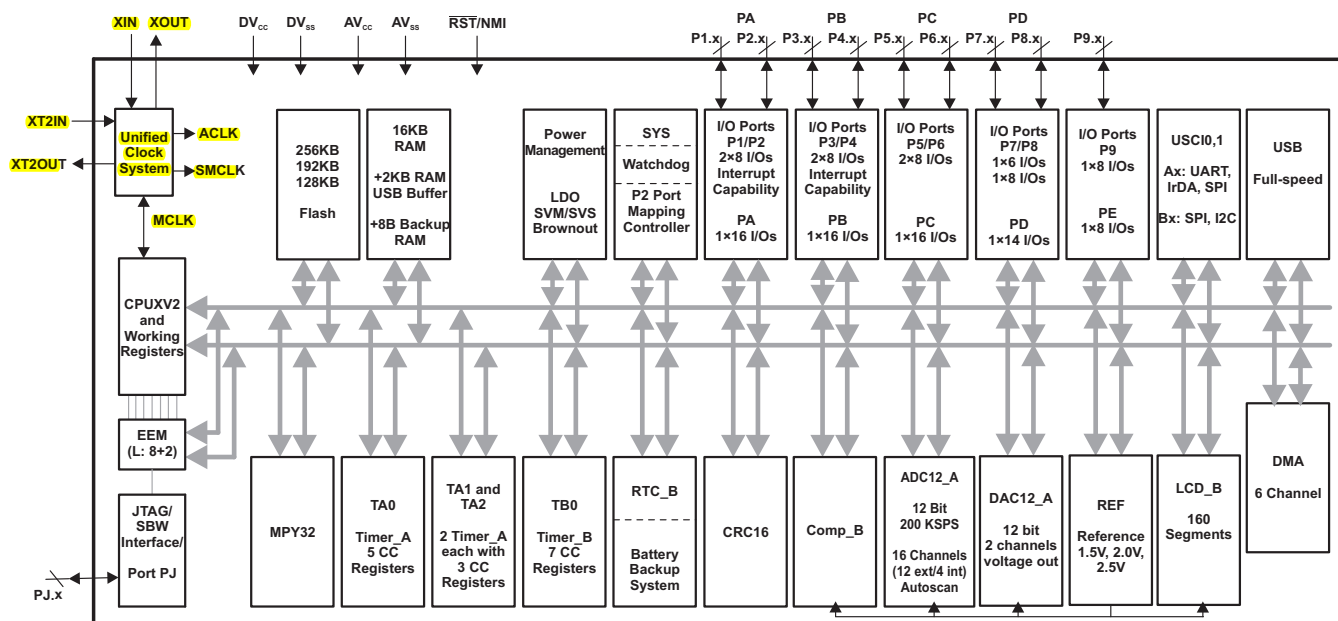 XIN XOUT DVCC DVSS AVCC AVSS RST/NMI PA PB PC PD
P1.x P2.x P3.x P4.x P5.x P6.x P7.x P8.x P9.x
XT2IN
XT2OUT
Unified
Clock
System
ACLK
SMCLK
MCLK
256KB
192KB
128KB
Flash
16KB
RAM
+2KB RAM
USB Buffer
+8B Backup
RAM
Power
Management
LDO
SVM/SVS
Brownout
SYS
Watchdog
P2 Port
Mapping
Controller
I/O Ports
P1/P2
2×8 I/Os
Interrupt
Capability
PA
1×16 I/Os
I/O Ports
P3/P4
2×8 I/Os
Interrupt
Capability
PB
1×16 I/Os
I/O Ports
P5/P6
2×8 I/Os
PC
1×16 I/Os
I/O Ports
P7/P8
1×6 I/Os
1×8 I/Os
PD
1×14 I/Os
I/O Ports
P9
1×8 I/Os
PE
1×8 I/Os
USCI0,1
Ax: UART,
IrDA, SPI
Bx: SPI, I2C
USB
Full-speed
CPUXV2
and
Working
Registers
EEM
(L: 8+2)
JTAG/
SBW
Interface/
Port PJ
PJ.x
MPY32
TA0
Timer_A
5 CC
Registers
TA1 and
TA2
2 Timer_A
each with
3 CC
Registers
TB0
Timer_B
7 CC
Registers
RTC_B
Battery
Backup
System
CRC16
Comp_B
ADC12_A
12 Bit
200 KSPS
16 Channels
(12 ext/4 int)
Autoscan
DAC12_A
12 bit
2 channels
voltage out
REF
Reference
1.5V, 2.0V,
2.5V
LCD_B
160
Segments
DMA
6 Channel